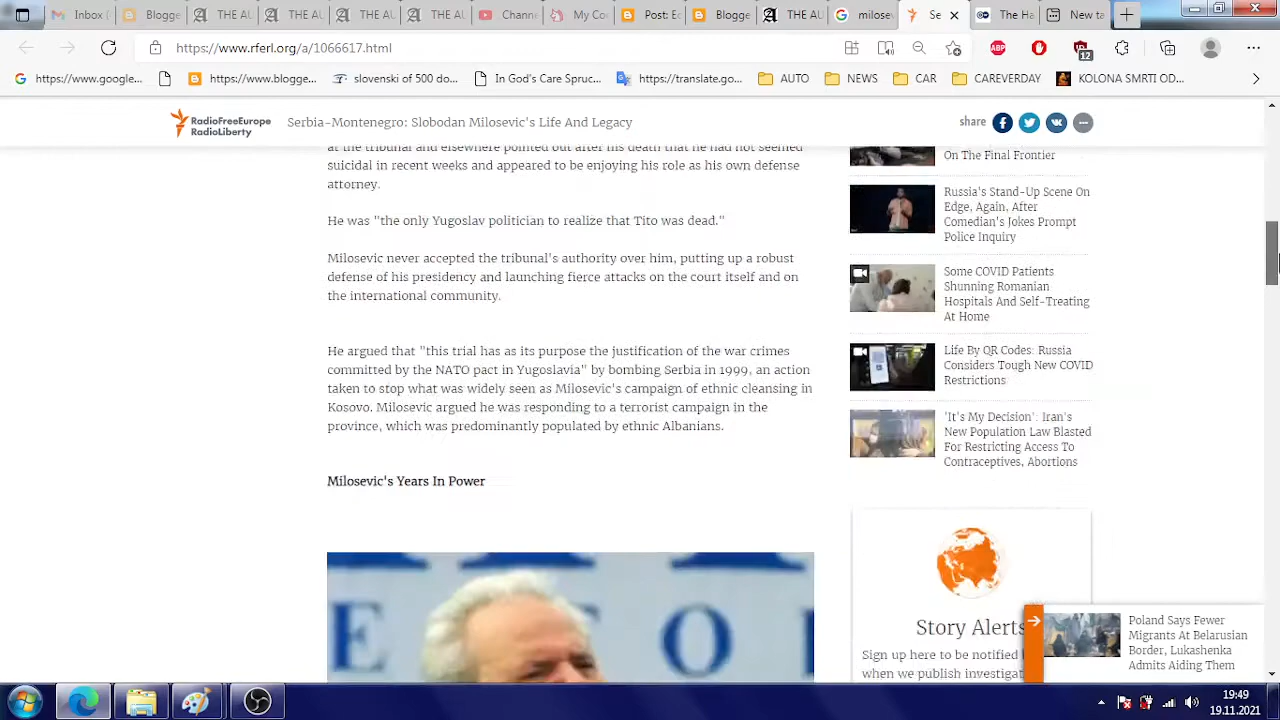 Inbox (
Blogge
THE AU
THE AU
THE AU
Chann
My Co
Post: Ed
Blogge
THE AU
milose
Se
The Ha
New ta
https://www.rferl.org/a/1066617.html
12
https://www.google...
https://www.blogge...
slovenski of 500 do...
In God's Care Spruc...
https://translate.go...
AUTO
NEWS
CAR
CAREVERDAY
KOLONA SMRTI OD...
RadioFreeEurope
RadioLiberty
Serbia-Montenegro: Slobodan Milosevic's Life And Legacy
share
at the tribunal and elsewhere pointed out after his death that he had not seemed
suicidal in recent weeks and appeared to be enjoying his role as his own defense
attorney.
He was "the only Yugoslav politician to realize that Tito was dead."
Milosevic never accepted the tribunal's authority over him, putting up a robust
defense of his presidency and launching fierce attacks on the court itself and on
the international community.
He argued that "this trial has as its purpose the justification of the war crimes
by the NATO pact in Yugoslavia" by bombing Serbia in 1999, an action
taken to stop what was widely seen as Milosevic's campaign of ethnic cleansing in
Kosovo. Milosevic argued he was responding to a terrorist campaign in the
province, which was predominantly populated by ethnic Albanians.
Milosevic's Years In Power
On The Final Frontier
Russia's Stand-Up Scene On
Edge, Again, After
Comedian's Jokes Prompt
Police Inquiry
Some COVID Patients
Shunning Romanian
Hospitals And Self-Treating
At Home
Life By QR Codes: Russia
Considers Tough New COVID
Restrictions
'It's My Decision': Iran's
New Population Law Blasted
For Restricting Access To
Contraceptives, Abortions
Story Alerts
Sign up here to be notified
when we publish investigat
Poland Says Fewer
Migrants At Belarusian
Border, Lukashenka
Admits Aiding Them
19:49
19.11.2021